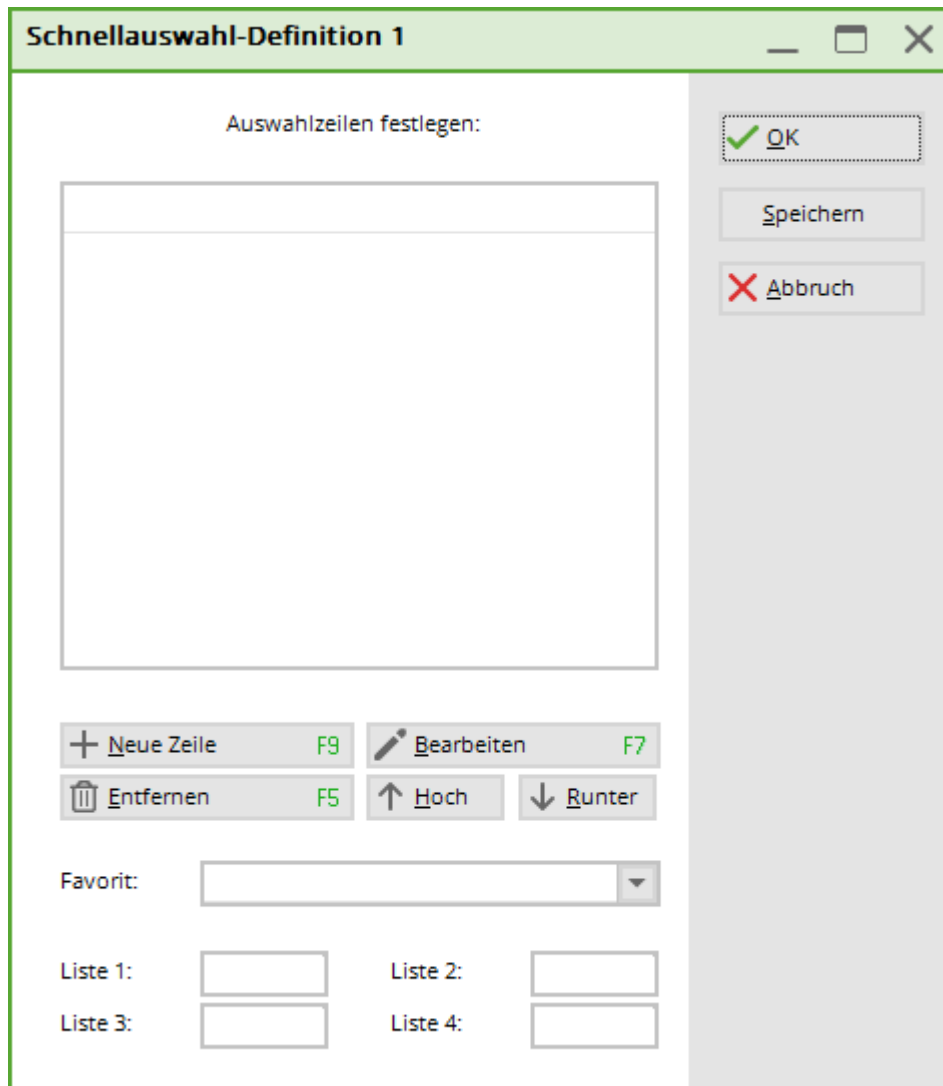 Schnellauswahl-Definition 1
Auswahlzeilen festlegen:
OK
Speichern
Abbruch
Neue Zeile F9 Bearbeiten F7
Entfernen F5 Hoch Runter
Favorit:
Liste 1: Liste 2:
Liste 3: Liste 4: